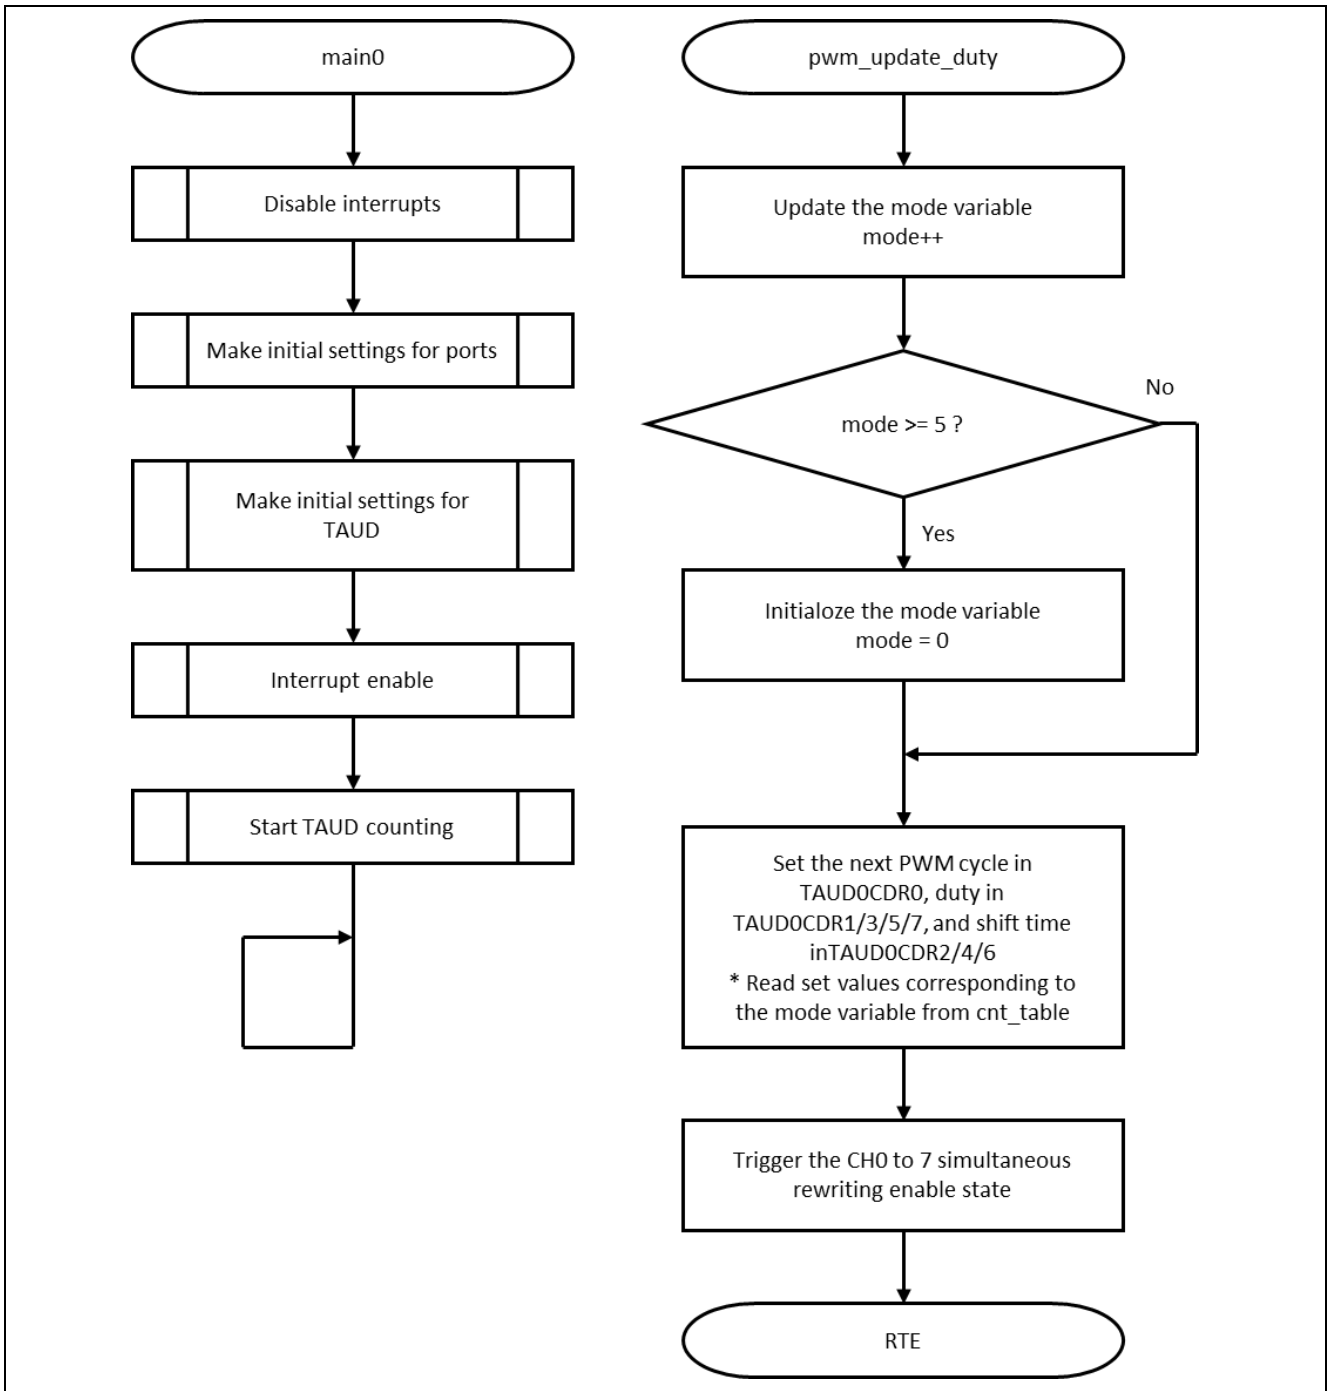 main0
Disable interrupts
Make initial settings for ports
Make initial settings for
TAUD
Interrupt enable
Start TAUD counting
pwm_update_duty
Update the mode variable
mode++
mode >= 5 ?
No
Yes
Initialoze the mode variable
mode = 0
Set the next PWM cycle in
TAUD0CDR0, duty in
TAUD0CDR1/3/5/7, and shift time
inTAUD0CDR2/4/6
* Read set values corresponding to
the mode variable from cnt_table
Trigger the CH0 to 7 simultaneous
rewriting enable state
RTE